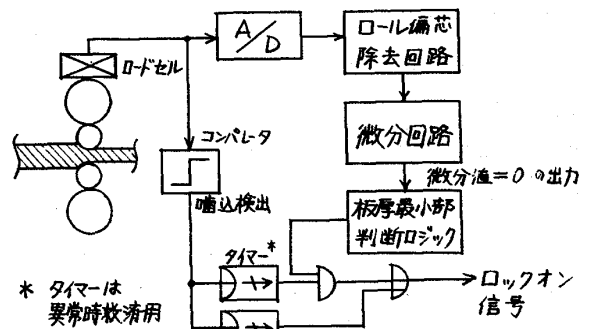 A/D
ロール偏芯
除去回路
ロードセル
コンパレータ
微分回路
噛込検出
微分値=0の出力
板厚最小部
判断ロジック
タイマー*
* タイマーは
異常時救済用
ロックオン
信号